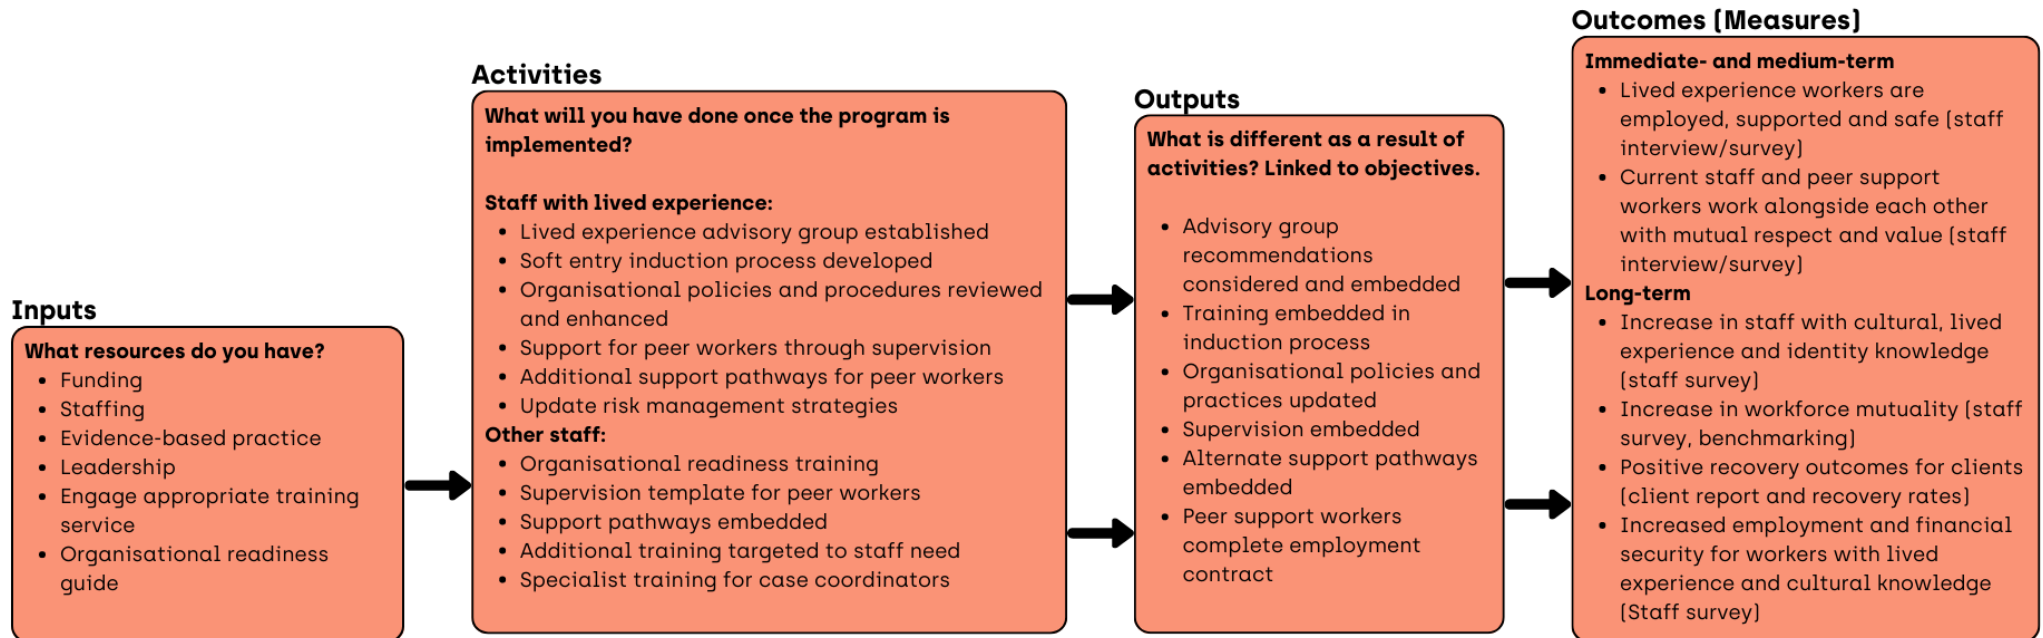 Inputs
What resources do you have?
• Funding
• Staffing
• Evidence-based practice
• Leadership
• Engage appropriate training
service
• Organisational readiness
guide
Activities
What will you have done once the program is
implemented?
Staff with lived experience:
• Lived experience advisory group established
• Soft entry induction process developed
• Organisational policies and procedures reviewed
and enhanced
• Support for peer workers through supervision
• Additional support pathways for peer workers
• Update risk management strategies
Other staff:
• Organisational readiness training
• Supervision template for peer workers
• Support pathways embedded
• Additional training targeted to staff need
• Specialist training for case coordinators
Outputs
What is different as a result of
activities? Linked to objectives.
• Advisory group
recommendations
considered and embedded
• Training embedded in
induction process
• Organisational policies and
practices updated
• Supervision embedded
• Alternate support pathways
embedded
• Peer support workers
complete employment
contract
Outcomes (Measures)
Immediate- and medium-term
• Lived experience workers are
employed, supported and safe (staff
interview/survey)
• Current staff and peer support
workers work alongside each other
with mutual respect and value (staff
interview/survey)
Long-term
• Increase in staff with cultural, lived
experience and identity knowledge
(staff survey)
• Increase in workforce mutuality (staff
survey, benchmarking)
• Positive recovery outcomes for clients
(client report and recovery rates)
• Increased employment and financial
security for workers with lived
experience and cultural knowledge
(Staff survey)